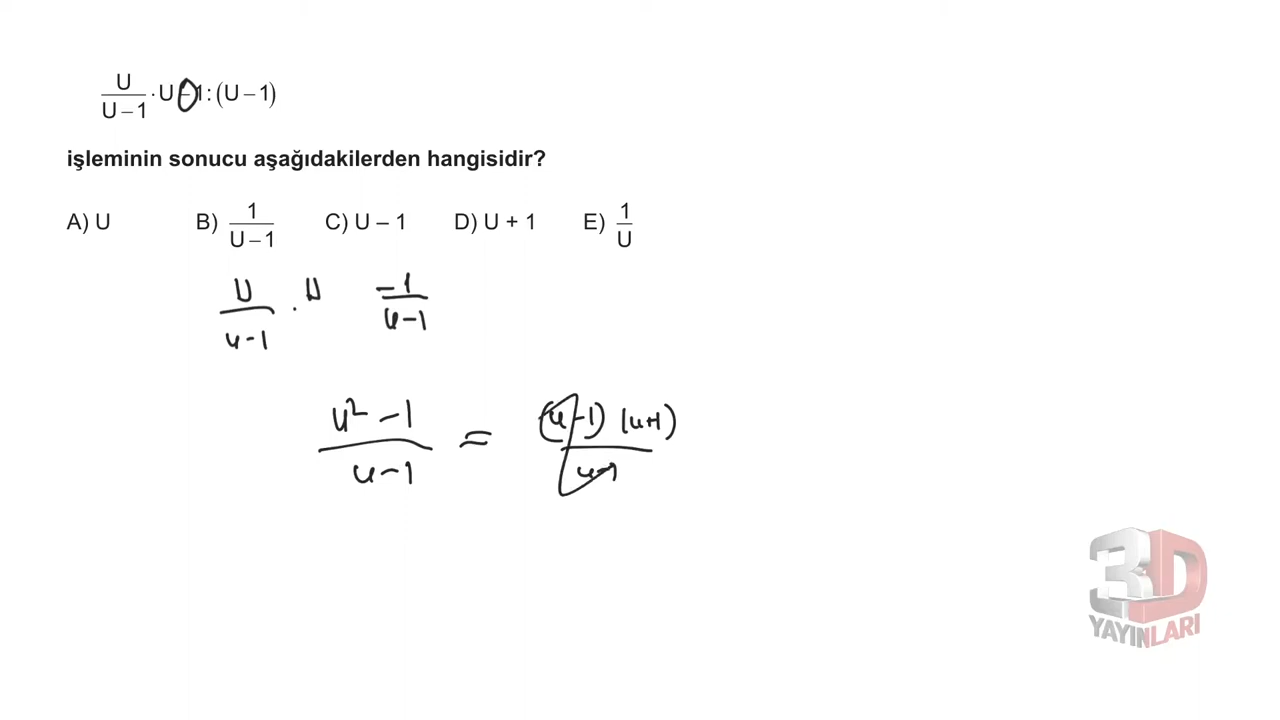 U/(U – 1) · U – 1 : (U – 1)
işleminin sonucu aşağıdakilerden hangisidir?
A) U B) 1/(U – 1) C) U – 1 D) U + 1 E) 1/U
U/(u-1) · U -1/(u-1)
(u² - 1)/(u-1) = (u-1)(u+1)/(u-1)
3D
YAYINLARI